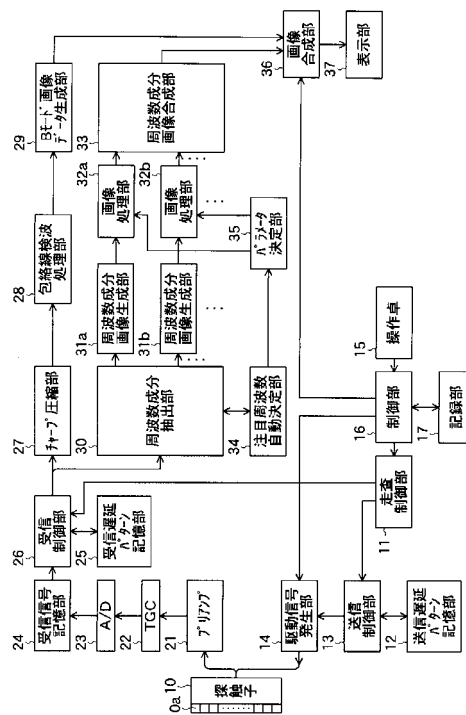 24
受信信号
記憶部
23
A/D
22
TGC
21
プリアンプ
10
0a
探触子
26
受信
制御部
25
受信遅延
パターン
記憶部
14
駆動信号
発生部
13
送信
制御部
12
送信遅延
パターン
記憶部
27
チャープ圧縮部
30
周波数成分
抽出部
34
注目周波数
自動決定部
16
制御部
15
操作卓
17
記録部
走査
制御部
11
28
包絡線検波
処理部
31a
周波数成分
画像生成部
31b
周波数成分
画像生成部
29
Bモード画像
データ生成部
32a
画像
処理部
32b
画像
処理部
33
周波数成分
画像合成部
35
パラメータ
決定部
36
画像
合成部
37
表示部